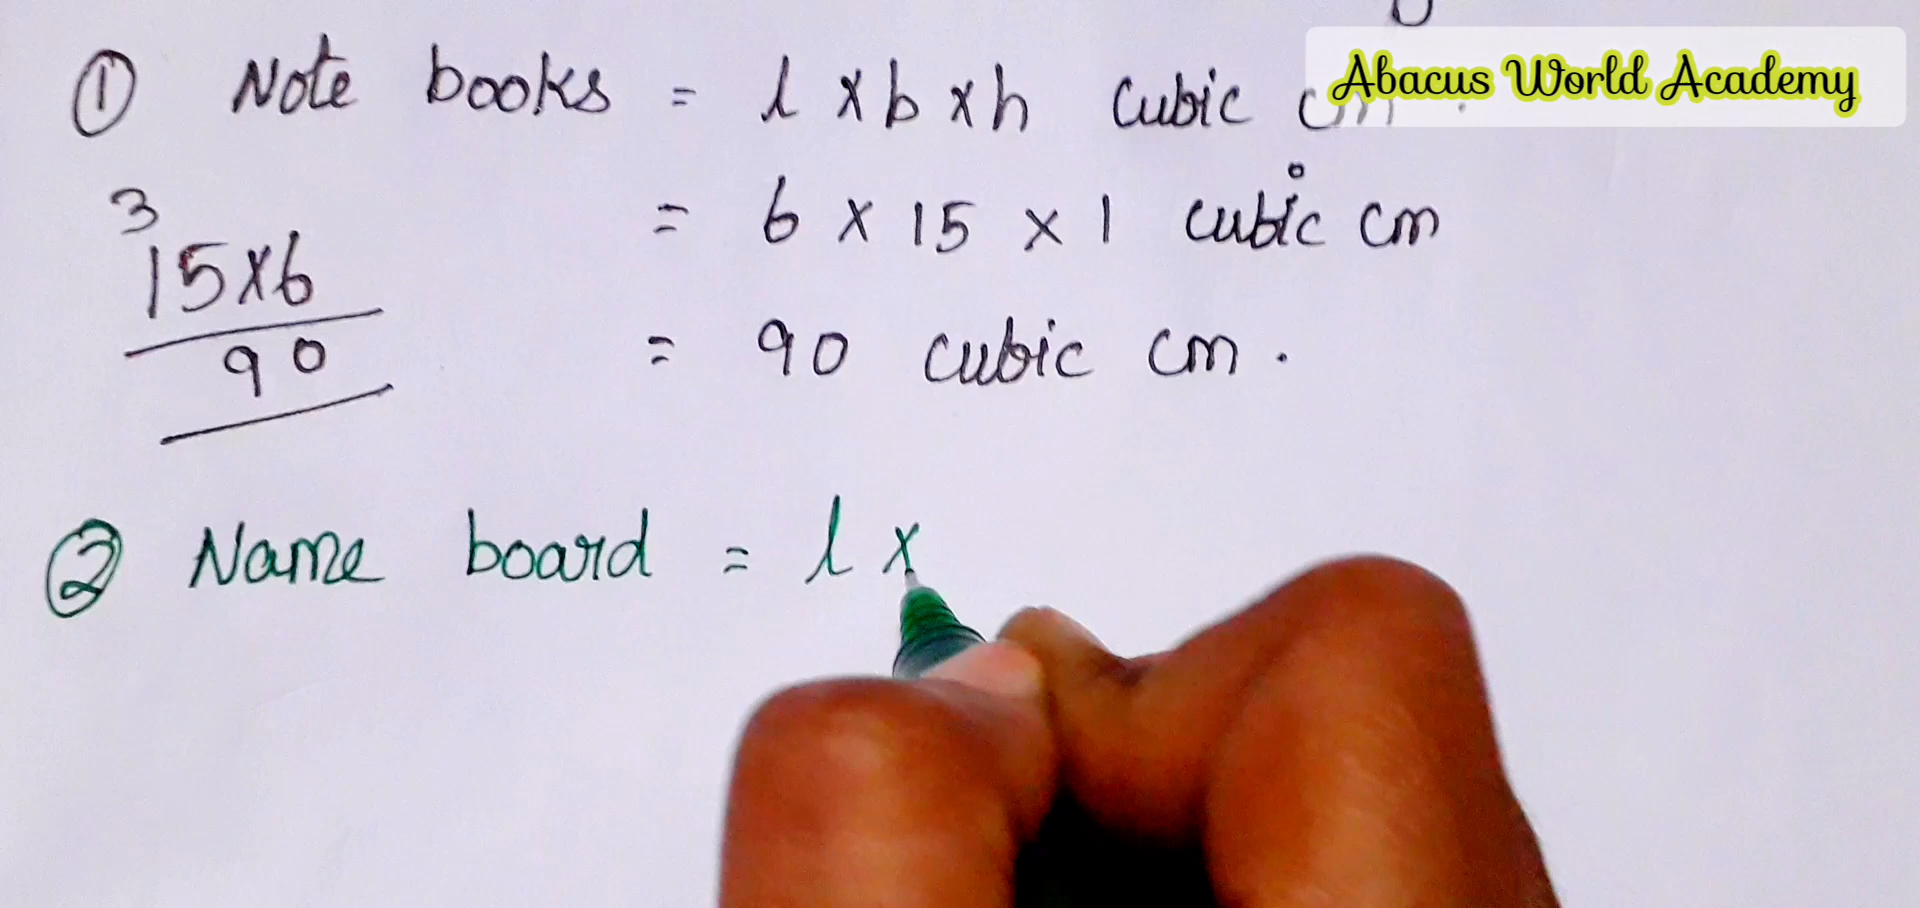 Abacus World Academy
① Note books = l x b x h cubic cm
= 6 x 15 x 1 cubic cm
3
15x6
90
= 90 cubic cm.
② Name board = l x